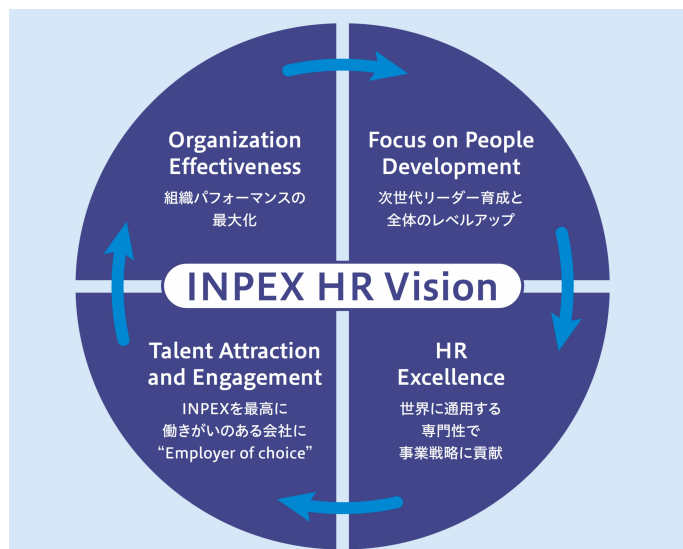 Organization
Effectiveness
組織パフォーマンスの
最大化
Focus on People
Development
次世代リーダー育成と
全体のレベルアップ
INPEX HR Vision
Talent Attraction
and Engagement
INPEXを最高に
働きがいのある会社に
“Employer of choice”
HR
Excellence
世界に通用する
専門性で
事業戦略に貢献